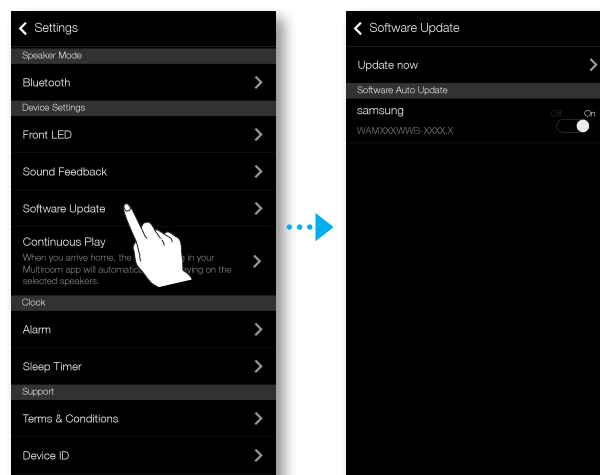 Settings
Speaker Mode
Bluetooth
Device Settings
Front LED
Sound Feedback
Software Update
Continuous Play
When you arrive home, the g in your
Multiroom app will automatica ying on the
selected speakers.
Clock
Alarm
Sleep Timer
Support
Terms & Conditions
Device ID
Software Update
Update now
Software Auto Update
samsung
Off On
WAMXXXWWB-XXXX.X